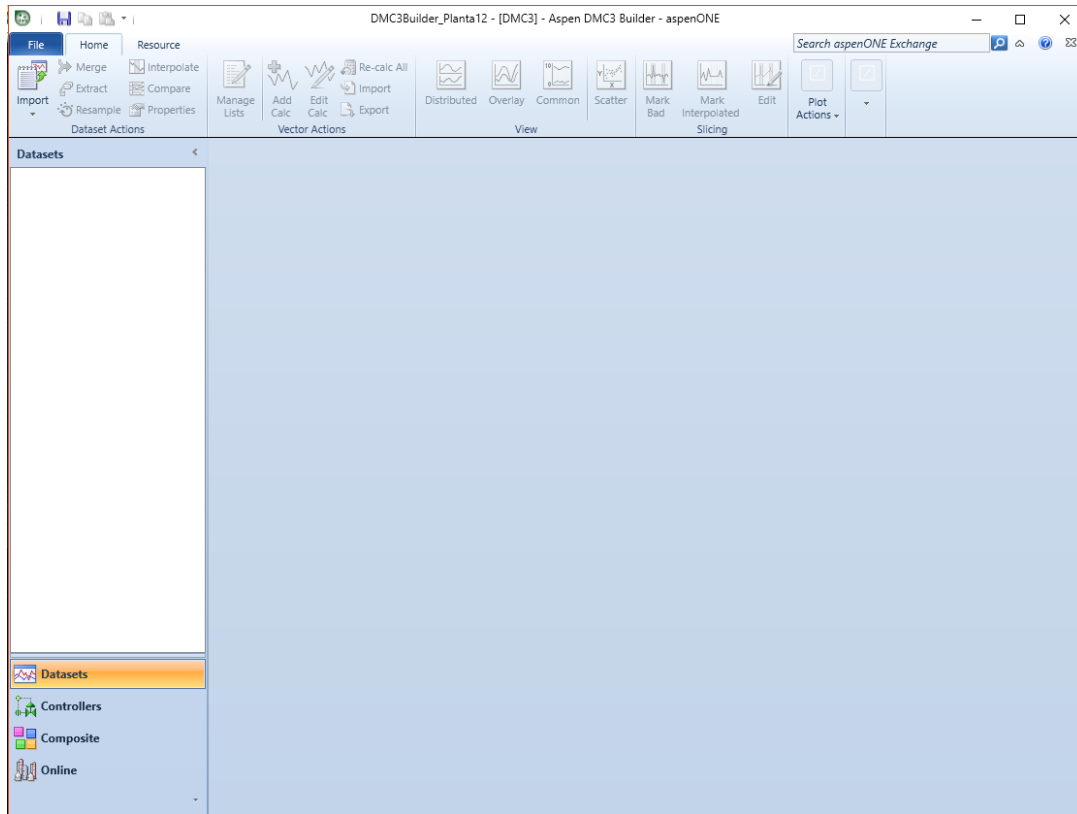 DMC3Builder_Planta12 - [DMC3] - Aspen DMC3 Builder - aspenONE
File Home Resource
Search aspenONE Exchange
Import
Merge
Extract
Resample
Interpolate
Compare
Properties
Dataset Actions
Manage
Lists
Add
Calc
Edit
Calc
Re-calc All
Import
Export
Vector Actions
Distributed
Overlay
Common
Scatter
View
Mark
Bad
Mark
Interpolated
Edit
Slicing
Plot
Actions
Datasets
Datasets
Controllers
Composite
Online